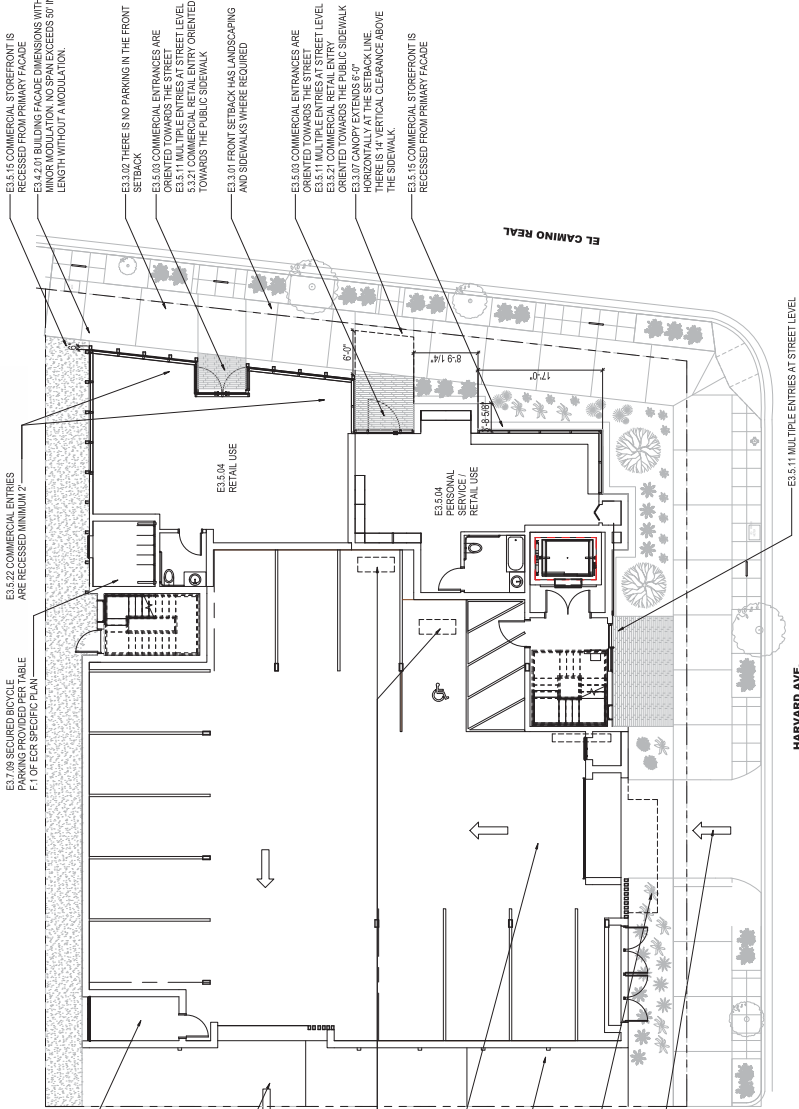 E3.5.15 COMMERCIAL STOREFRONT IS
RECESSED FROM PRIMARY FACADE
E3.4.2.01 BUILDING FACADE DIMENSIONS WITH
MINOR MODULATION. NO SPAN EXCEEDS 50' IN
LENGTH WITHOUT A MODULATION.
E3.3.02 THERE IS NO PARKING IN THE FRONT
SETBACK
E3.5.03 COMMERCIAL ENTRANCES ARE
ORIENTED TOWARDS THE STREET
E3.5.11 MULTIPLE ENTRIES AT STREET LEVEL
5.3.21 COMMERCIAL RETAIL ENTRY ORIENTED
TOWARDS THE PUBLIC SIDEWALK
E3.3.01 FRONT SETBACK HAS LANDSCAPING
AND SIDEWALKS WHERE REQUIRED
E3.5.03 COMMERCIAL ENTRANCES ARE
ORIENTED TOWARDS THE STREET
E3.5.11 MULTIPLE ENTRIES AT STREET LEVEL
E3.5.21 COMMERCIAL RETAIL ENTRY
ORIENTED TOWARDS THE PUBLIC SIDEWALK
E3.3.07 CANOPY EXTENDS 6'-0"
HORIZONTALLY AT THE SETBACK LINE.
THERE IS 14' VERTICAL CLEARANCE ABOVE
THE SIDEWALK.
E3.5.15 COMMERCIAL STOREFRONT IS
RECESSED FROM PRIMARY FACADE
EL CAMINO REAL
E3.5.22 COMMERCIAL ENTRIES
ARE RECESSED MINIMUM 2'
E3.7.09 SECURED BICYCLE
PARKING PROVIDED PER TABLE
F.1 OF ECR SPECIFIC PLAN
E3.5.04
RETAIL USE
E3.5.04
PERSONAL
SERVICE /
RETAIL USE
6'-0"
8'-9 1/4"
17'-0"
E3.5.11 MULTIPLE ENTRIES AT STREET LEVEL
HARVARD AVE.